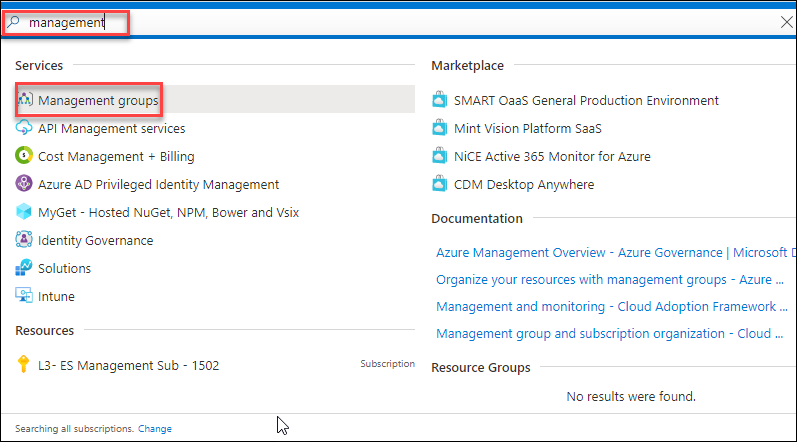 management
Services
Management groups
API Management services
Cost Management + Billing
Azure AD Privileged Identity Management
MyGet - Hosted NuGet, NPM, Bower and Vsix
Identity Governance
Solutions
Intune
Resources
L3- ES Management Sub - 1502 Subscription
Marketplace
SMART OaaS General Production Environment
Mint Vision Platform SaaS
NiCE Active 365 Monitor for Azure
CDM Desktop Anywhere
Documentation
Azure Management Overview - Azure Governance | Microsoft D
Organize your resources with management groups - Azure ...
Management and monitoring - Cloud Adoption Framework ...
Management group and subscription organization - Cloud ...
Resource Groups
No results were found.
Searching all subscriptions. Change